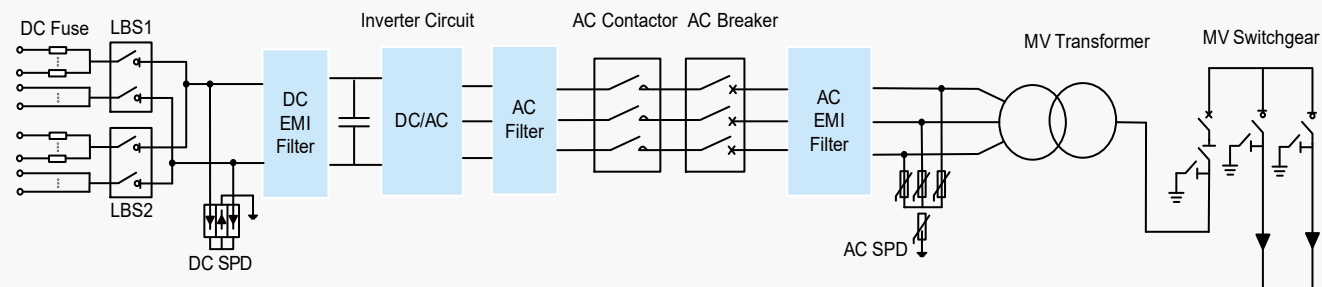 DC Fuse
LBS1
Inverter Circuit
AC Contactor
AC Breaker
MV Transformer
MV Switchgear
DC
EMI
Filter
DC/AC
AC
Filter
AC
EMI
Filter
LBS2
DC SPD
AC SPD